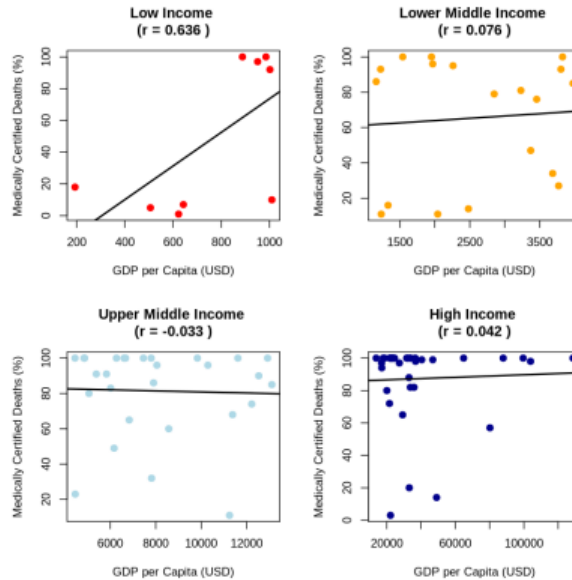 Low Income
(r = 0.636 )
Medically Certified Deaths (%)
100
80
60
40
20
0
200 400 600 800 1000
GDP per Capita (USD)
Lower Middle Income
(r = 0.076 )
Medically Certified Deaths (%)
100
80
60
40
20
1500 2500 3500
GDP per Capita (USD)
Upper Middle Income
(r = -0.033 )
Medically Certified Deaths (%)
100
80
60
40
20
6000 8000 10000 12000
GDP per Capita (USD)
High Income
(r = 0.042 )
Medically Certified Deaths (%)
100
80
60
40
20
0
20000 60000 100000
GDP per Capita (USD)